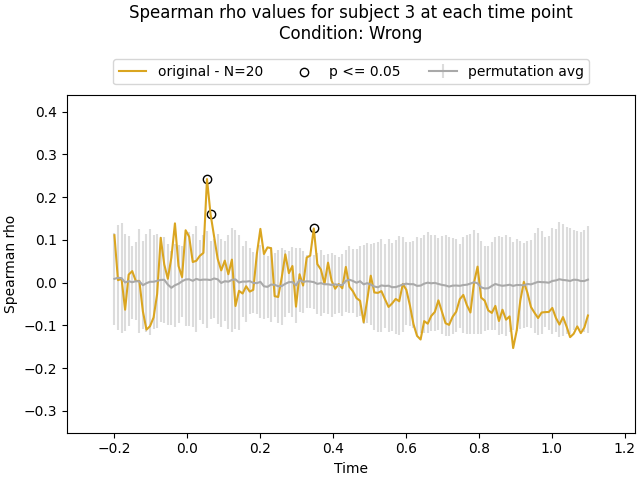 Spearman rho values for subject 3 at each time point
Condition: Wrong
original - N=20
p <= 0.05
permutation avg
0.4
0.3
0.2
0.1
0.0
−0.1
−0.2
−0.3
Spearman rho
−0.2
0.0
0.2
0.4
0.6
0.8
1.0
1.2
Time